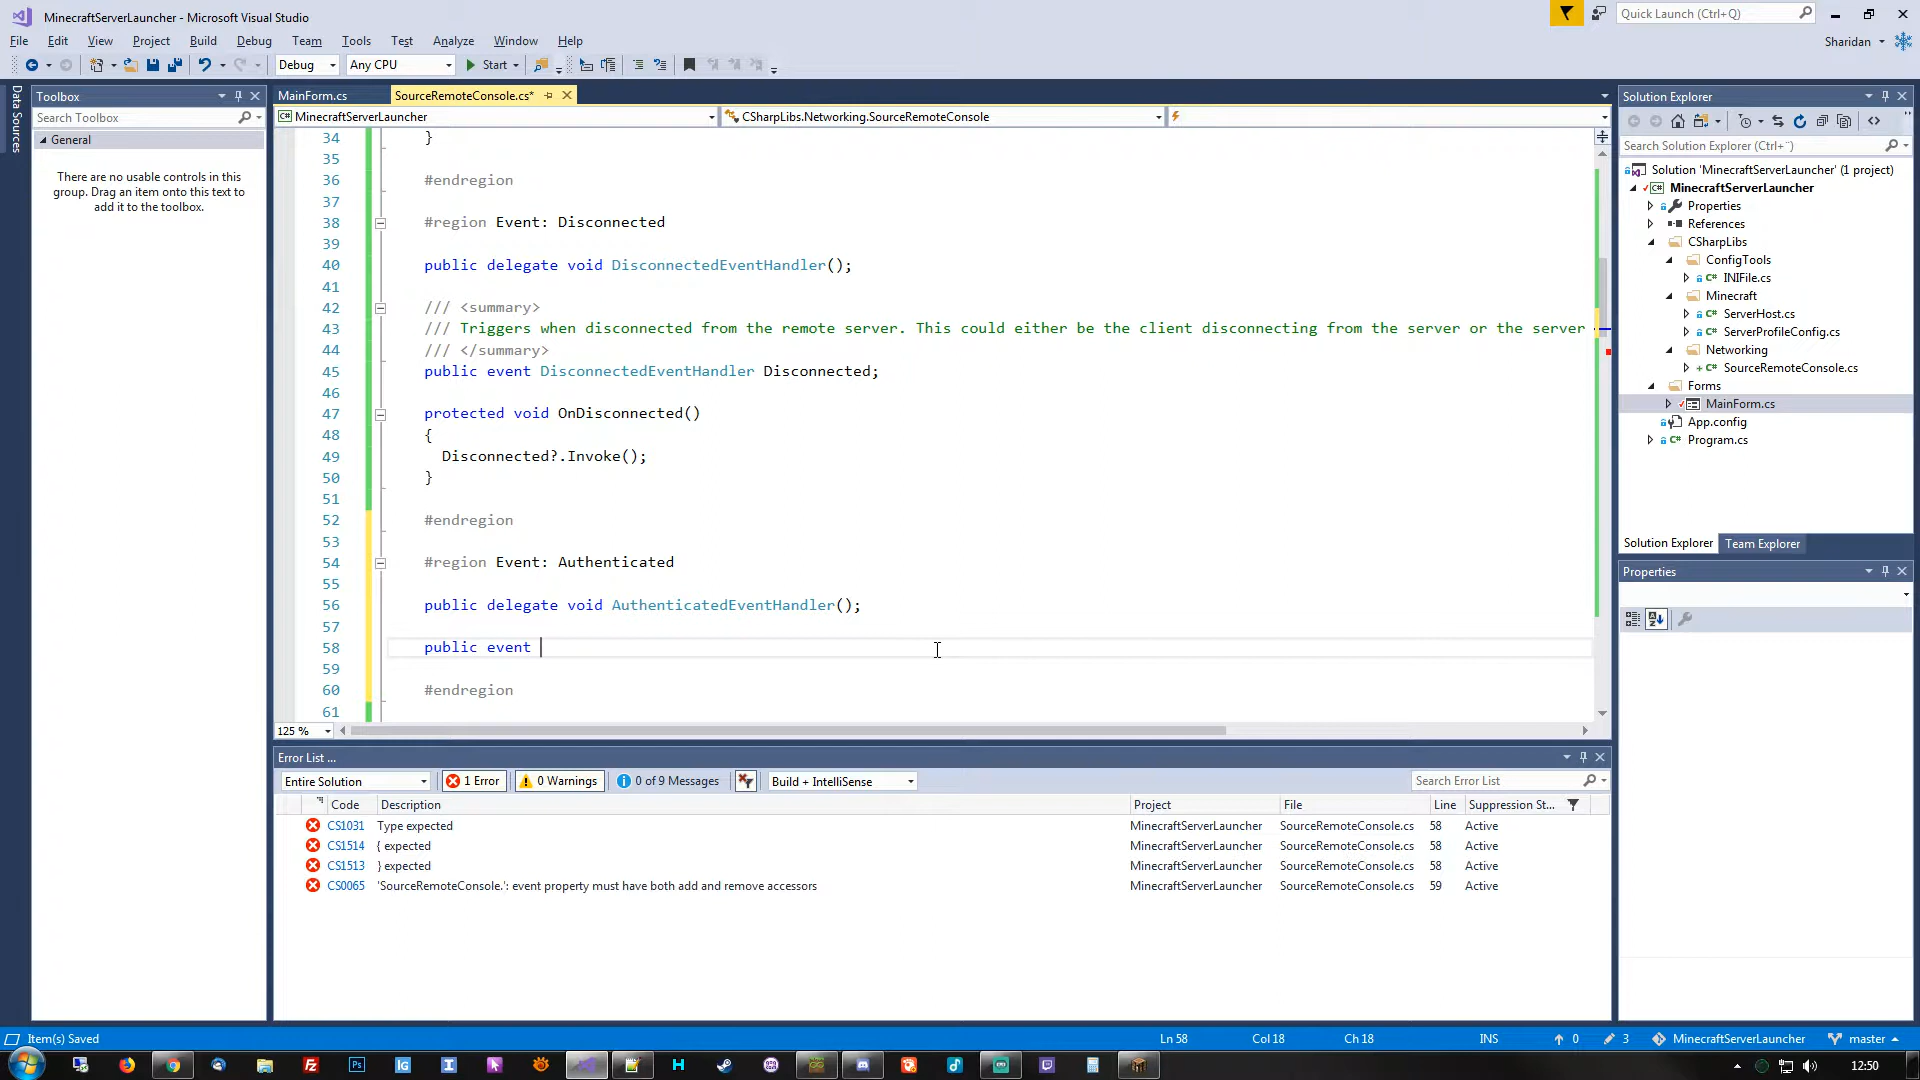 MinecraftServerLauncher - Microsoft Visual Studio
Quick Launch (Ctrl+Q)
File Edit View Project Build Debug Team Tools Test Analyze Window Help
Sharidan
Debug Any CPU Start
Data Sources
Toolbox
Search Toolbox
General
There are no usable controls in this
group. Drag an item onto this text to
add it to the toolbox.
MainForm.cs SourceRemoteConsole.cs*
MinecraftServerLauncher CSharpLibs.Networking.SourceRemoteConsole
34 }
35
36 #endregion
37
38 #region Event: Disconnected
39
40 public delegate void DisconnectedEventHandler();
41
42 /// <summary>
43 /// Triggers when disconnected from the remote server. This could either be the client disconnecting from the server or the server
44 /// </summary>
45 public event DisconnectedEventHandler Disconnected;
46
47 protected void OnDisconnected()
48 {
49 Disconnected?.Invoke();
50 }
51
52 #endregion
53
54 #region Event: Authenticated
55
56 public delegate void AuthenticatedEventHandler();
57
58 public event
59
60 #endregion
61
125 %
Error List ...
Entire Solution 1 Error 0 Warnings 0 of 9 Messages Build + IntelliSense Search Error List
Code Description Project File Line Suppression St...
CS1031 Type expected MinecraftServerLauncher SourceRemoteConsole.cs 58 Active
CS1514 { expected MinecraftServerLauncher SourceRemoteConsole.cs 58 Active
CS1513 } expected MinecraftServerLauncher SourceRemoteConsole.cs 58 Active
CS0065 'SourceRemoteConsole.': event property must have both add and remove accessors MinecraftServerLauncher SourceRemoteConsole.cs 59 Active
Solution Explorer
Search Solution Explorer (Ctrl+¨)
Solution 'MinecraftServerLauncher' (1 project)
MinecraftServerLauncher
Properties
References
CSharpLibs
ConfigTools
INIFile.cs
Minecraft
ServerHost.cs
ServerProfileConfig.cs
Networking
SourceRemoteConsole.cs
Forms
MainForm.cs
App.config
Program.cs
Solution Explorer Team Explorer
Properties
Item(s) Saved Ln 58 Col 18 Ch 18 INS 0 3 MinecraftServerLauncher master
12:50